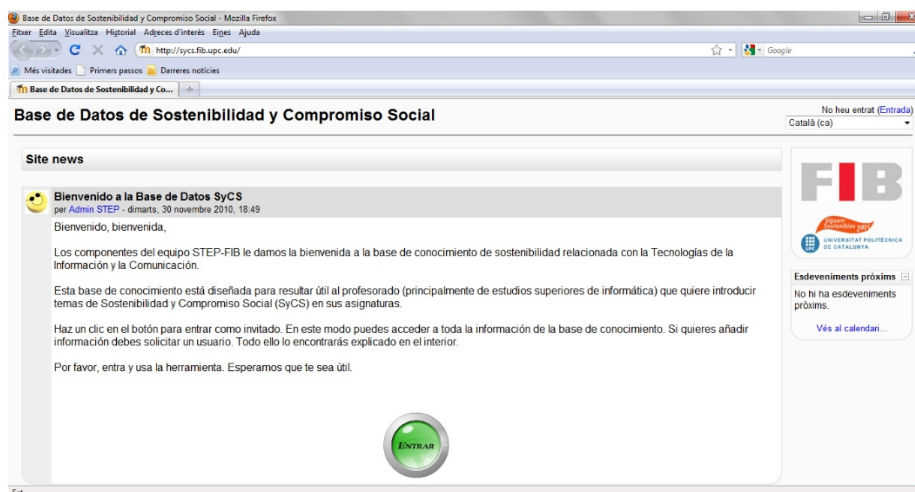 Base de Datos de Sostenibilidad y Compromiso Social - Mozilla Firefox
Fitxer Edita Visualitza Historial Adreces d'interès Eines Ajuda
http://sycs.fib.upc.edu/
Google
Més visitades Primers passos Darreres notícies
Base de Datos de Sostenibilidad y Co...
Base de Datos de Sostenibilidad y Compromiso Social
No heu entrat (Entrada)
Català (ca)
Site news
Bienvenido a la Base de Datos SyCS
per Admin STEP - dimarts, 30 novembre 2010, 18:49
Bienvenido, bienvenida,
Los componentes del equipo STEP-FIB le damos la bienvenida a la base de conocimiento de sostenibilidad relacionada con la Tecnologías de la
Información y la Comunicación.
Esta base de conocimiento está diseñada para resultar útil al profesorado (principalmente de estudios superiores de informática) que quiere introducir
temas de Sostenibilidad y Compromiso Social (SyCS) en sus asignaturas.
Haz un clic en el botón para entrar como invitado. En este modo puedes acceder a toda la información de la base de conocimiento. Si quieres añadir
información debes solicitar un usuario. Todo ello lo encontrarás explicado en el interior.
Por favor, entra y usa la herramienta. Esperamos que te sea útil.
ENTRAR
FIB
UNIVERSITAT POLITÈCNICA
DE CATALUNYA
Esdeveniments pròxims
No hi ha esdeveniments
pròxims.
Vés al calendari...